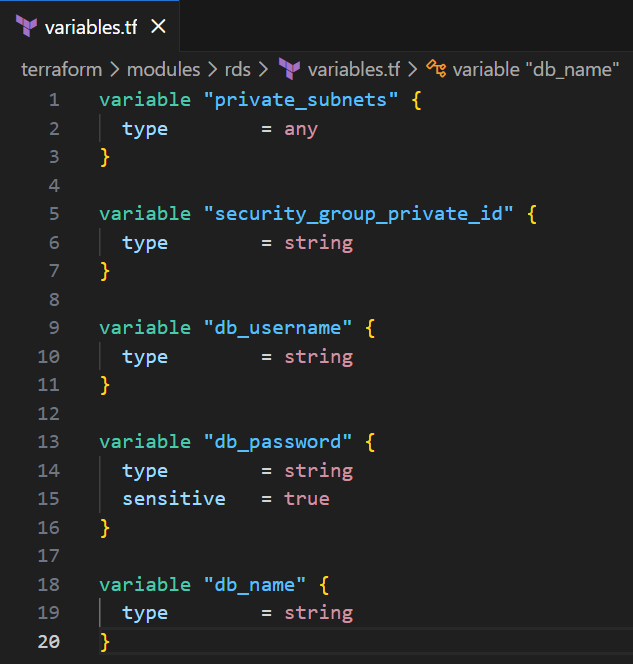 variables.tf ×
terraform > modules > rds > variables.tf > variable "db_name"
1 variable "private_subnets" {
2   type        = any
3 }
4
5 variable "security_group_private_id" {
6   type        = string
7 }
8
9 variable "db_username" {
10   type        = string
11 }
12
13 variable "db_password" {
14   type        = string
15   sensitive   = true
16 }
17
18 variable "db_name" {
19   type        = string
20 }